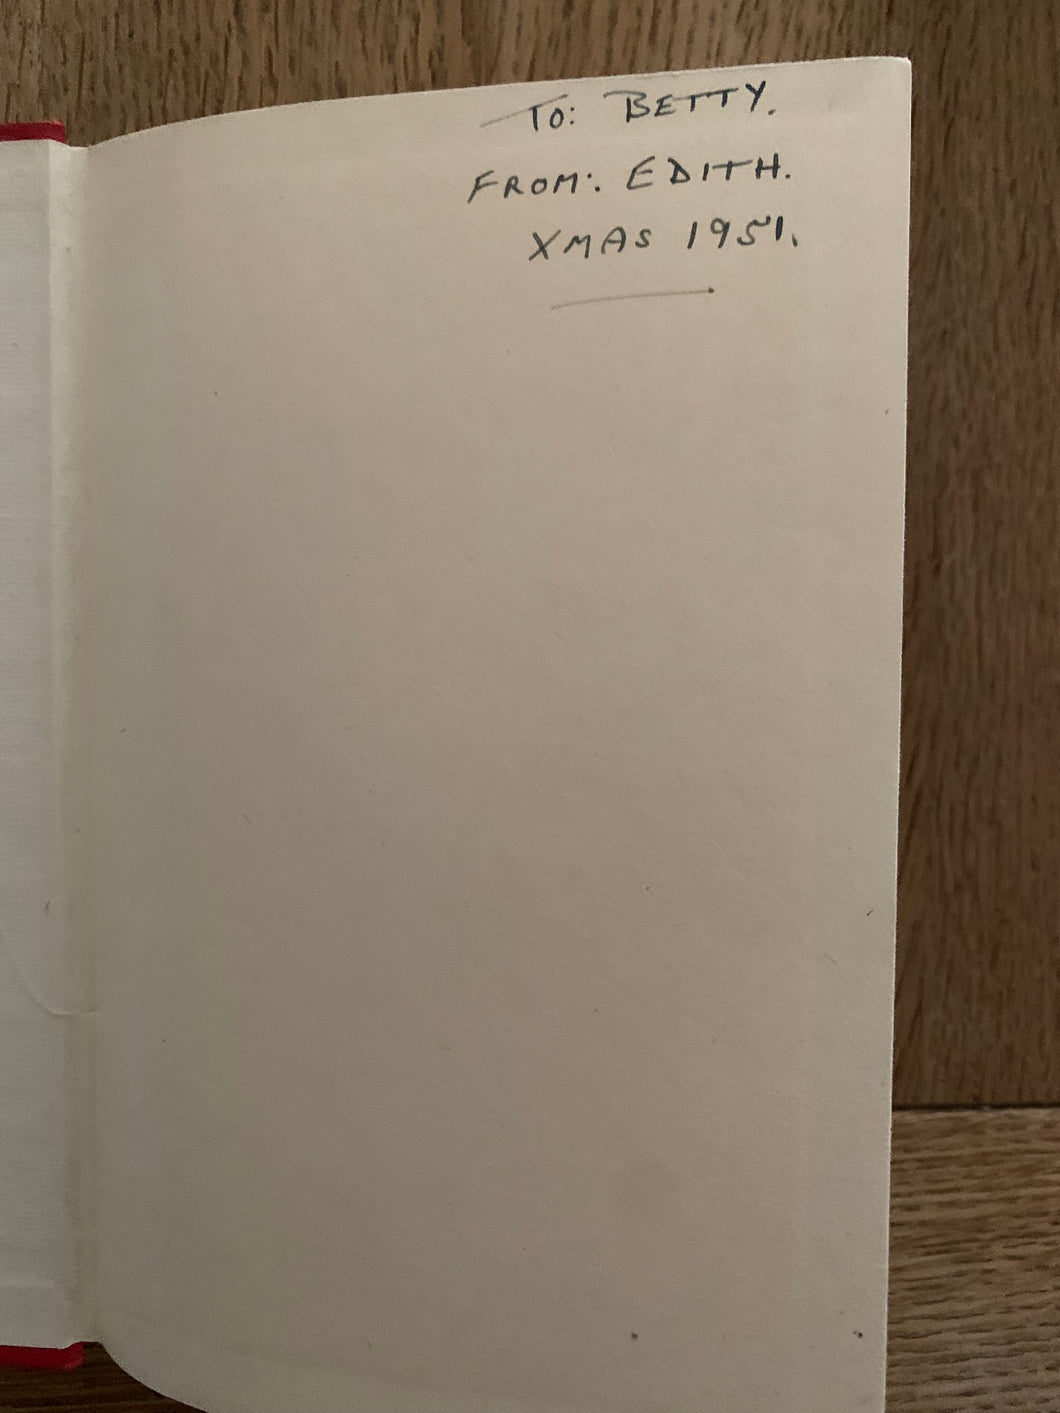 TO: BETTY.
FROM: EDITH.
XMAS 1951.